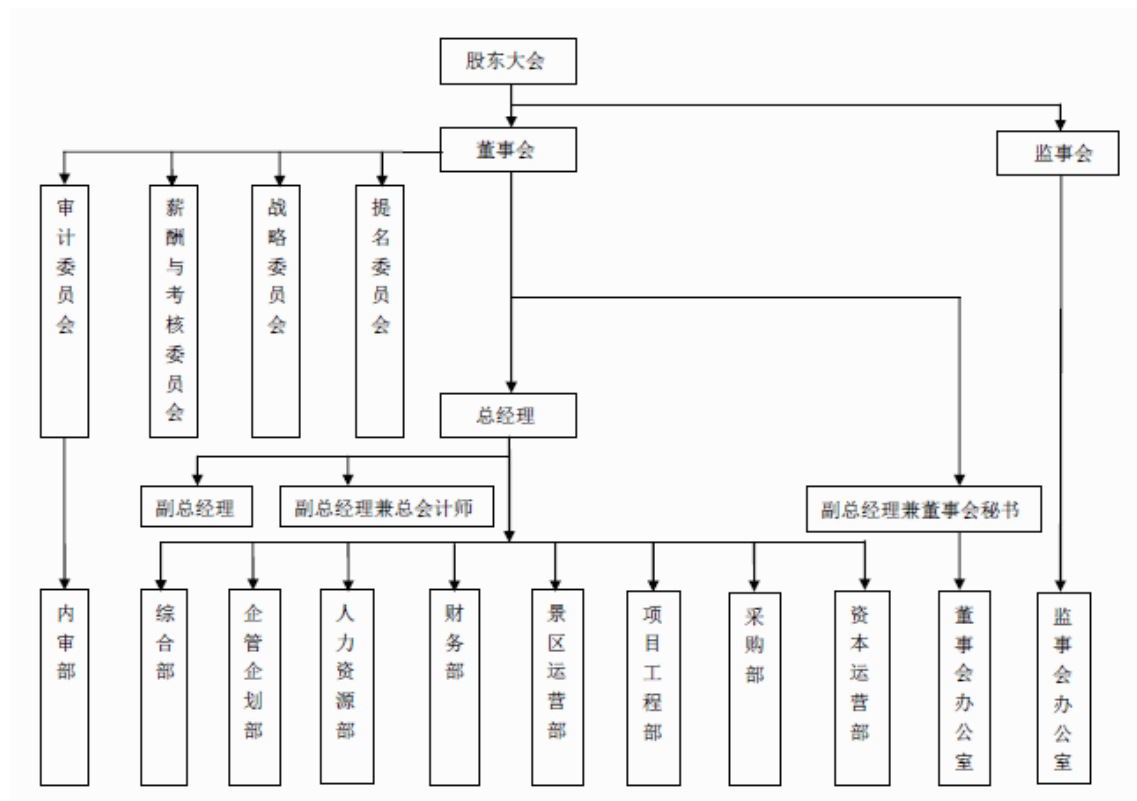 股东大会
董事会
监事会
审计委员会
薪酬与考核委员会
战略委员会
提名委员会
总经理
副总经理
副总经理兼总会计师
副总经理兼董事会秘书
内审部
综合部
企管企划部
人力资源部
财务部
景区运营部
项目工程部
采购部
资本运营部
董事会办公室
监事会办公室